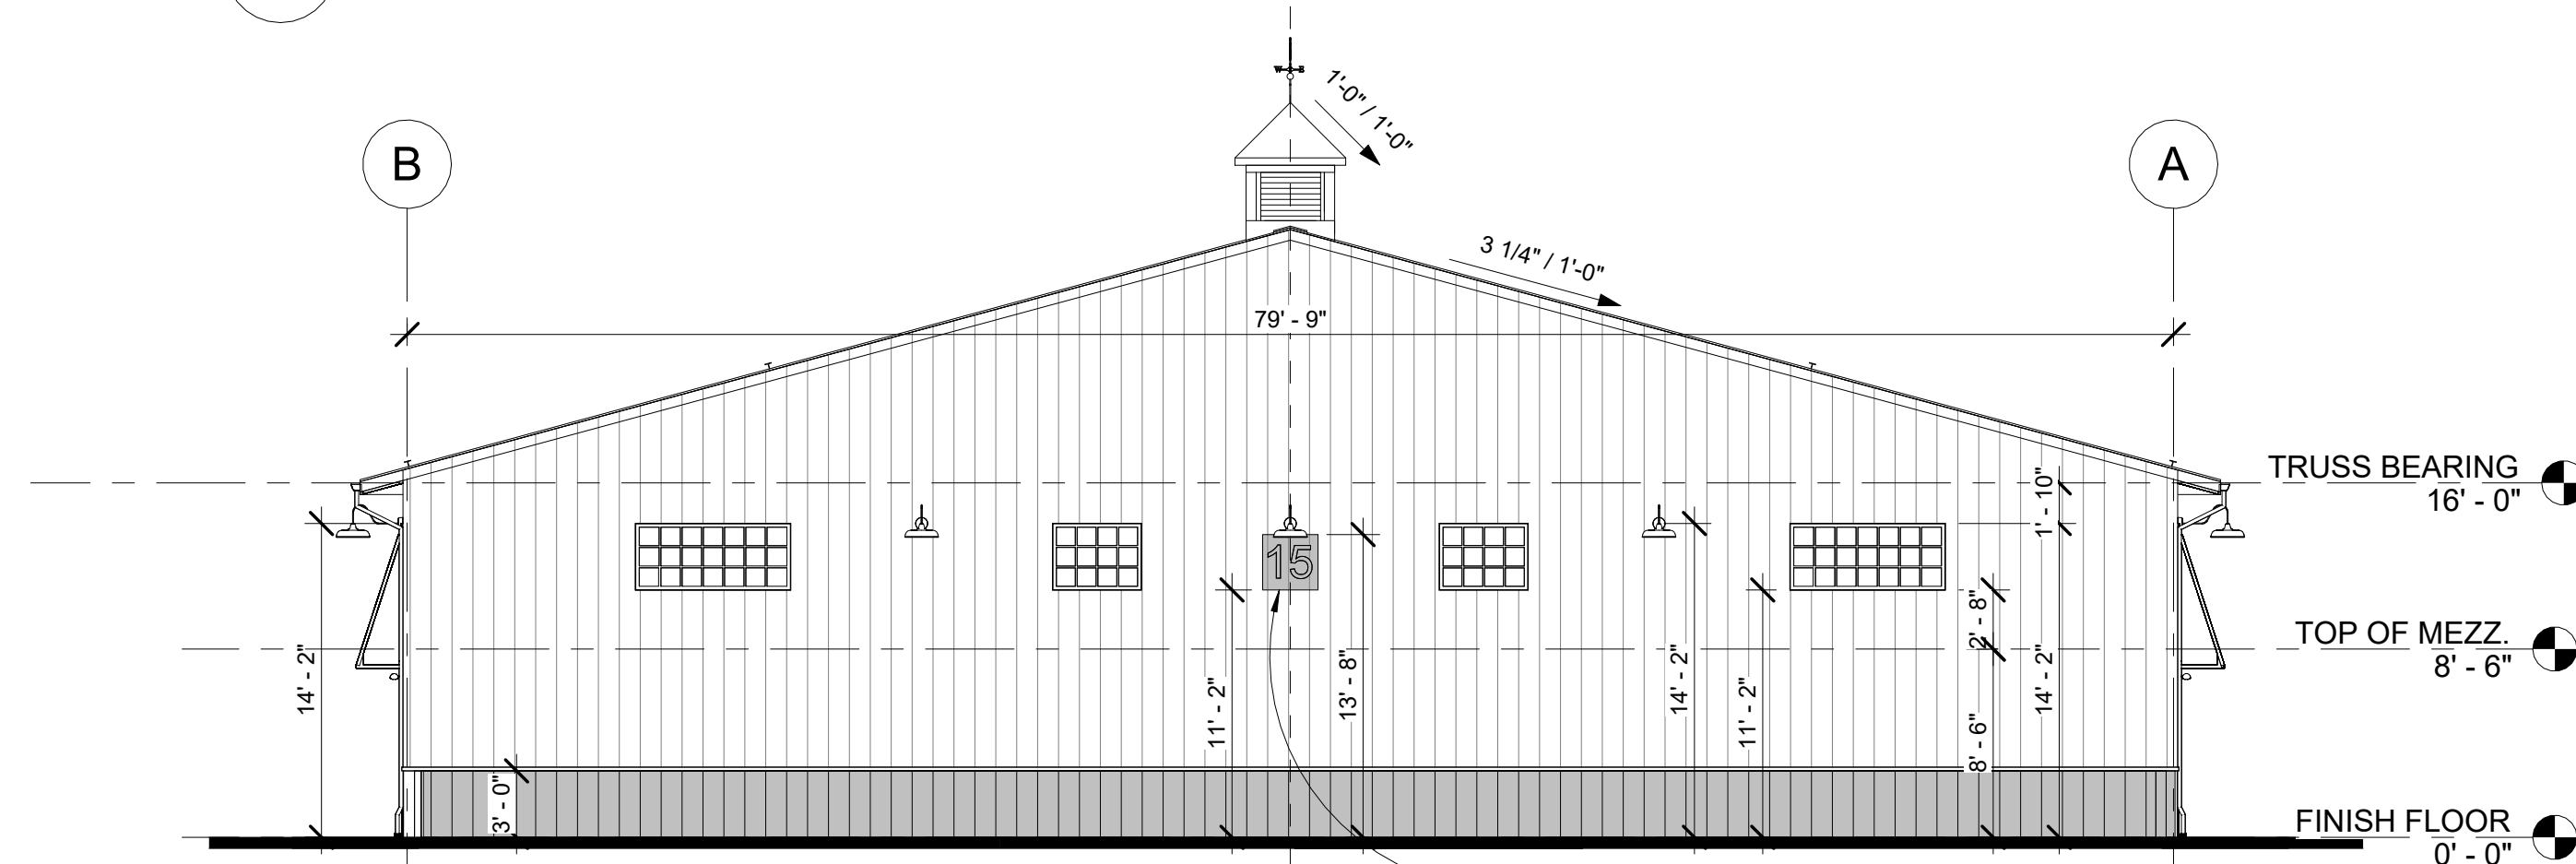 W E
1'-0" / 1'-0"
B
A
3 1/4" / 1'-0"
79' - 9"
TRUSS BEARING
16' - 0"
1' - 10"
15
2' - 8"
TOP OF MEZZ.
8' - 6"
14' - 2"
11' - 2"
13' - 8"
14' - 2"
11' - 2"
8' - 6"
14' - 2"
3' - 0"
FINISH FLOOR
0' - 0"